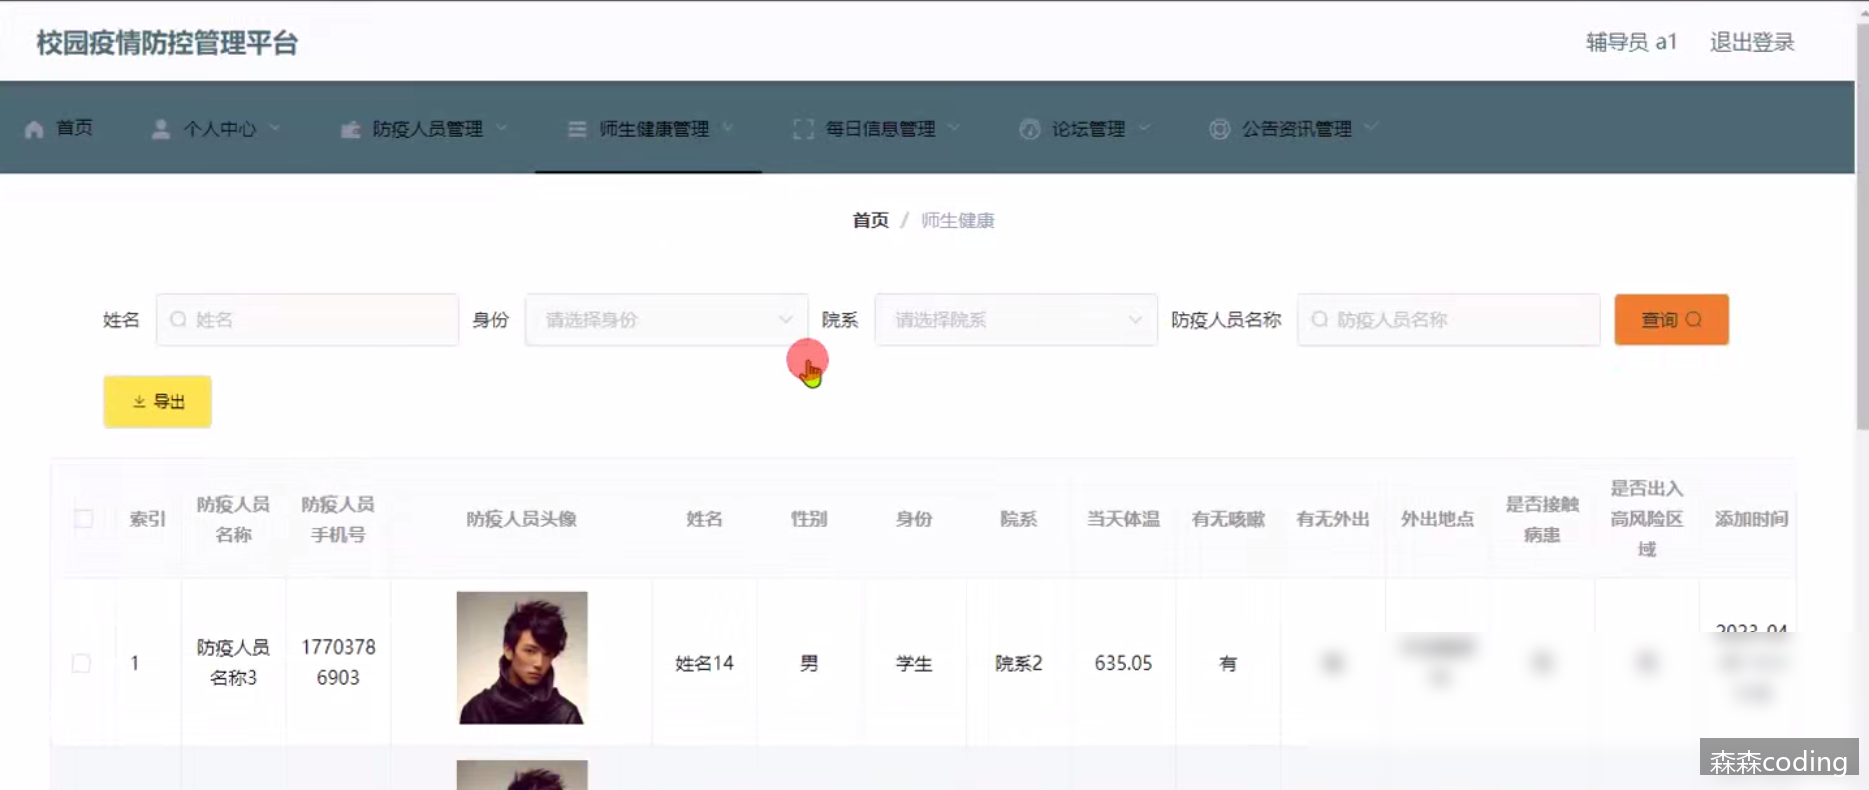 校园疫情防控管理平台
辅导员 a1 退出登录
首页 个人中心 防疫人员管理 师生健康管理 每日信息管理 论坛管理 公告资讯管理
首页 / 师生健康
姓名 姓名 身份 请选择身份 院系 请选择院系 防疫人员名称 防疫人员名称 查询
导出
索引
防疫人员
名称
防疫人员
手机号
防疫人员头像
姓名
性别
身份
院系
当天体温
有无咳嗽
有无外出
外出地点
是否接触
病患
是否出入
高风险区
域
添加时间
1
防疫人员
名称3
1770378
6903
姓名14
男
学生
院系2
635.05
有
2023-04
森森coding